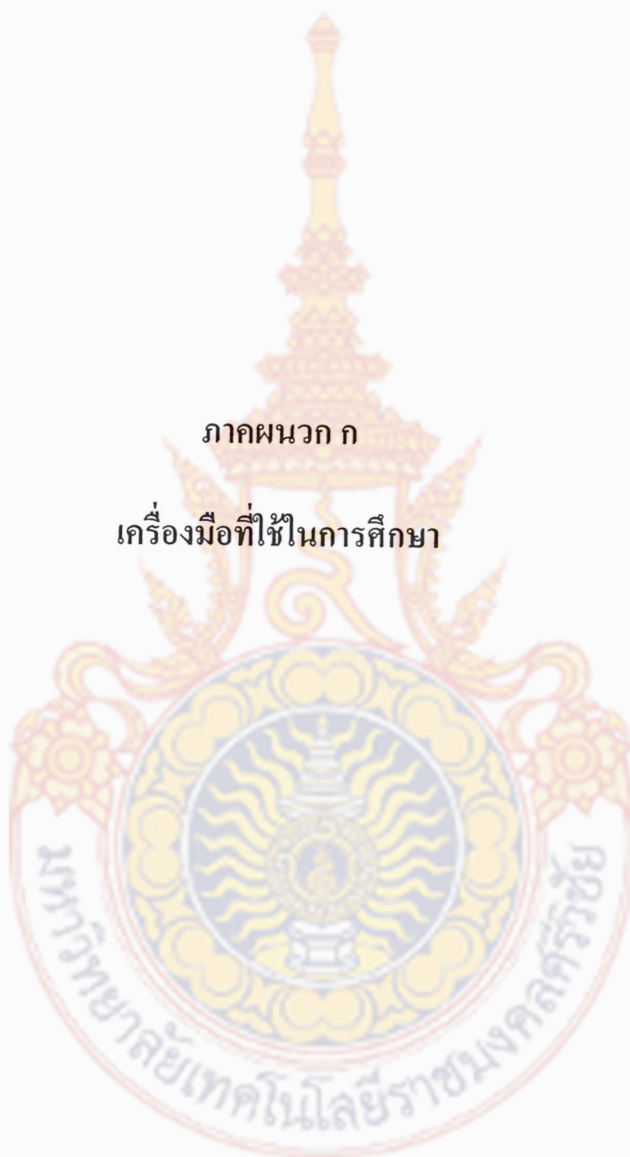 ภาคผนวก ก
เครื่องมือที่ใช้ในการศึกษา
มหาวิทยาลัยเทคโนโลยีราชมงคลศรีวิชัย